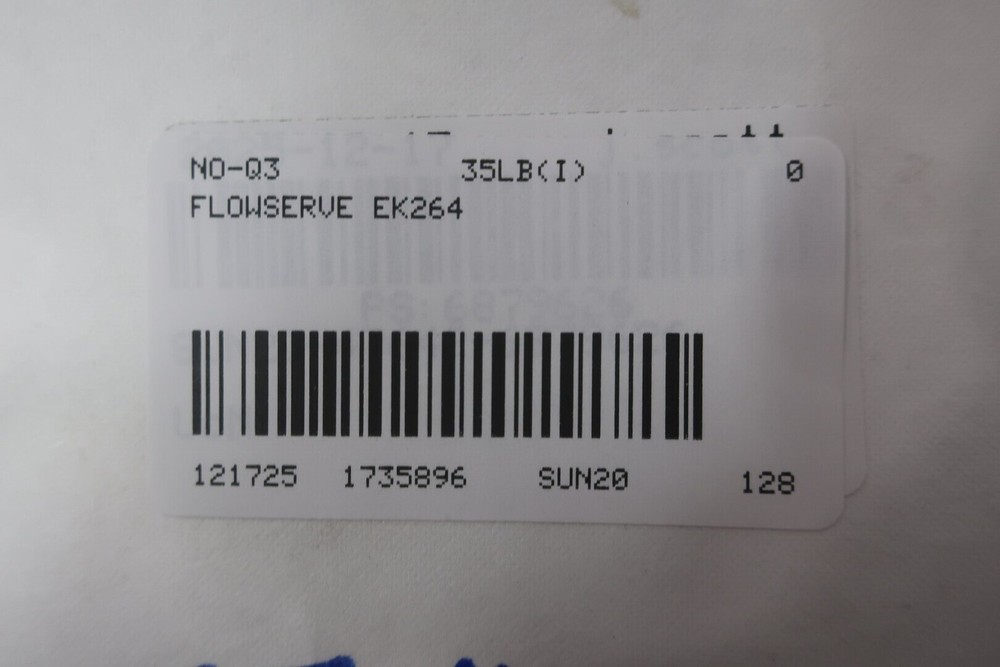 NO-Q3 35LB(I) 0
FLOWSERVE EK264
121725 1735896 SUN20 128